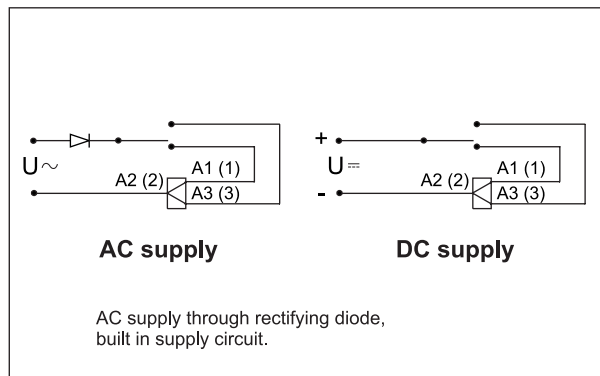 +
U~
U⎓
A1 (1)
A1 (1)
A2 (2)
A2 (2)
A3 (3)
A3 (3)
-
AC supply
DC supply
AC supply through rectifying diode,
built in supply circuit.